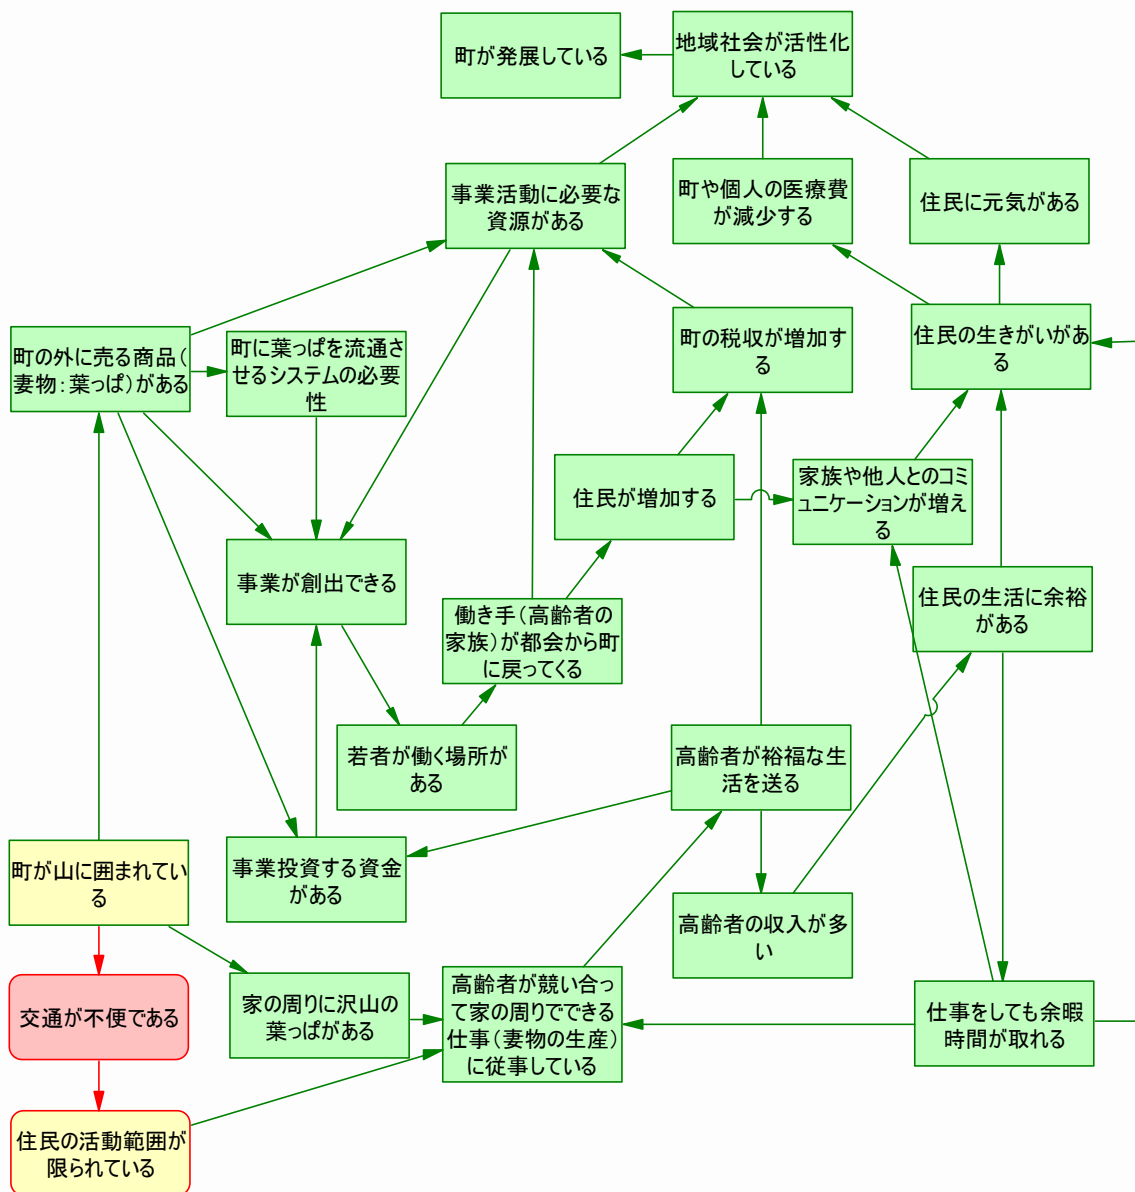 町が発展している
地域社会が活性化
している
事業活動に必要な
資源がある
町や個人の医療費
が減少する
住民に元気がある
町の外に売る商品（
妻物：葉っぱ）がある
町に葉っぱを流通さ
せるシステムの必要
性
町の税収が増加す
る
住民の生きがいがあ
る
住民が増加する
家族や他人とのコミ
ュニケーションが増え
る
事業が創出できる
働き手（高齢者の
家族）が都会から町
に戻ってくる
住民の生活に余裕
がある
若者が働く場所が
ある
高齢者が裕福な生
活を送る
町が山に囲まれてい
る
事業投資する資金
がある
高齢者の収入が多
い
交通が不便である
家の周りに沢山の
葉っぱがある
高齢者が競い合っ
て家の周りでできる
仕事（妻物の生産）
に従事している
仕事をしても余暇
時間が取れる
住民の活動範囲が
限られている